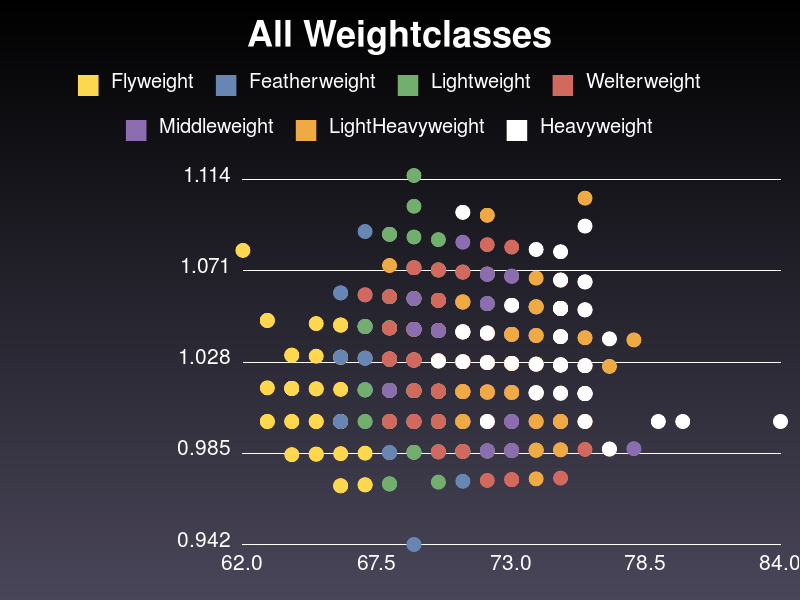 All Weightclasses
Flyweight Featherweight Lightweight Welterweight
Middleweight LightHeavyweight Heavyweight
1.114
1.071
1.028
0.985
0.942
62.0 67.5 73.0 78.5 84.0